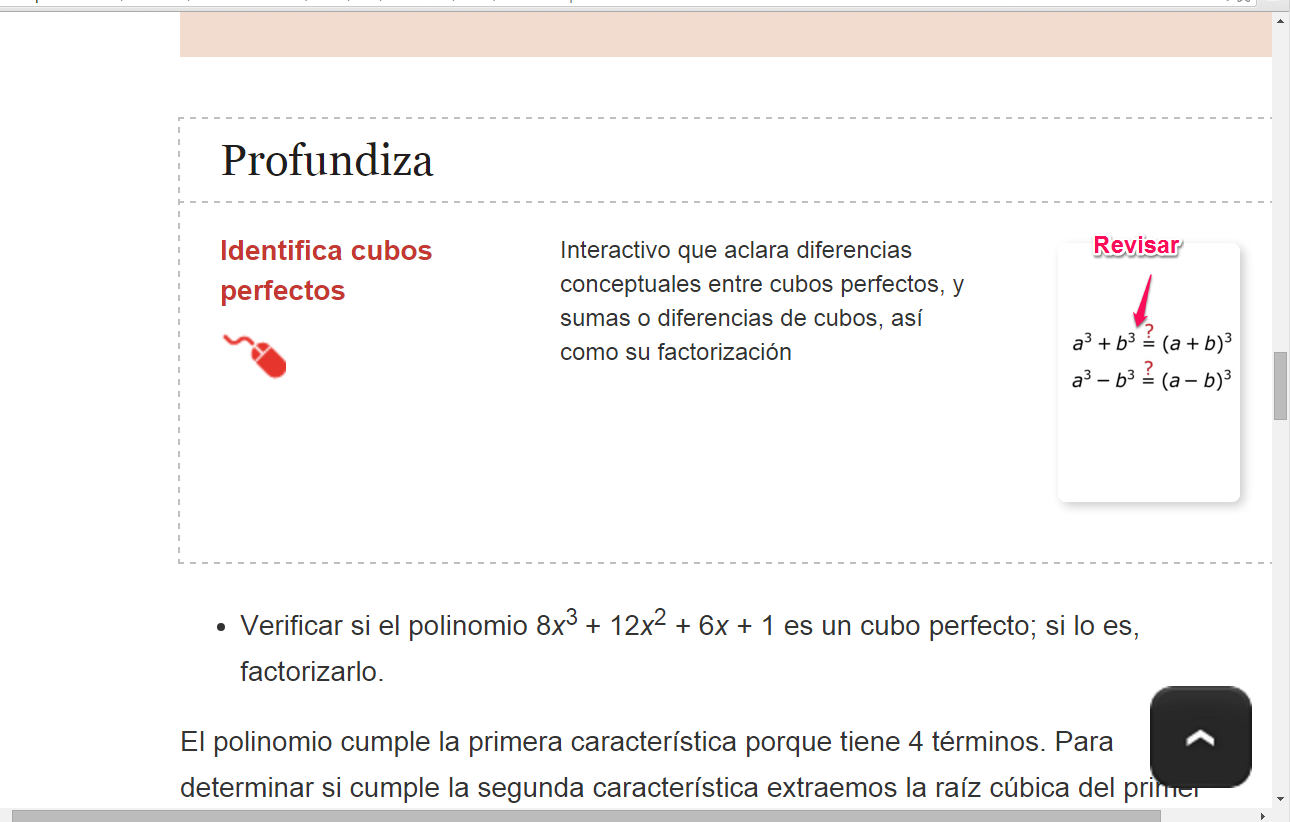 Profundiza
Identifica cubos
perfectos
Interactivo que aclara diferencias
conceptuales entre cubos perfectos, y
sumas o diferencias de cubos, así
como su factorización
Revisar
a³ + b³ ≟ (a + b)³
a³ – b³ ≟ (a – b)³
• Verificar si el polinomio 8x³ + 12x² + 6x + 1 es un cubo perfecto; si lo es,
factorizarlo.
El polinomio cumple la primera característica porque tiene 4 términos. Para
determinar si cumple la segunda característica extraemos la raíz cúbica del primer